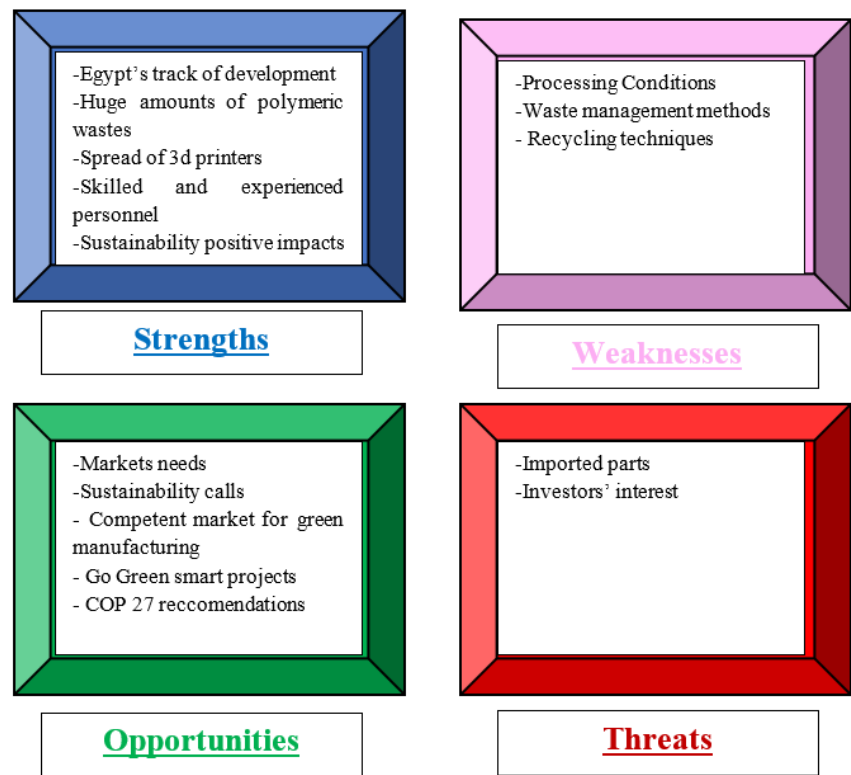 -Egypt’s track of development
-Huge amounts of polymeric
wastes
-Spread of 3d printers
-Skilled and experienced
personnel
-Sustainability positive impacts
Strengths
-Processing Conditions
-Waste management methods
- Recycling techniques
Weaknesses
-Markets needs
-Sustainability calls
- Competent market for green
manufacturing
- Go Green smart projects
- COP 27 reccomendations
Opportunities
-Imported parts
-Investors’ interest
Threats